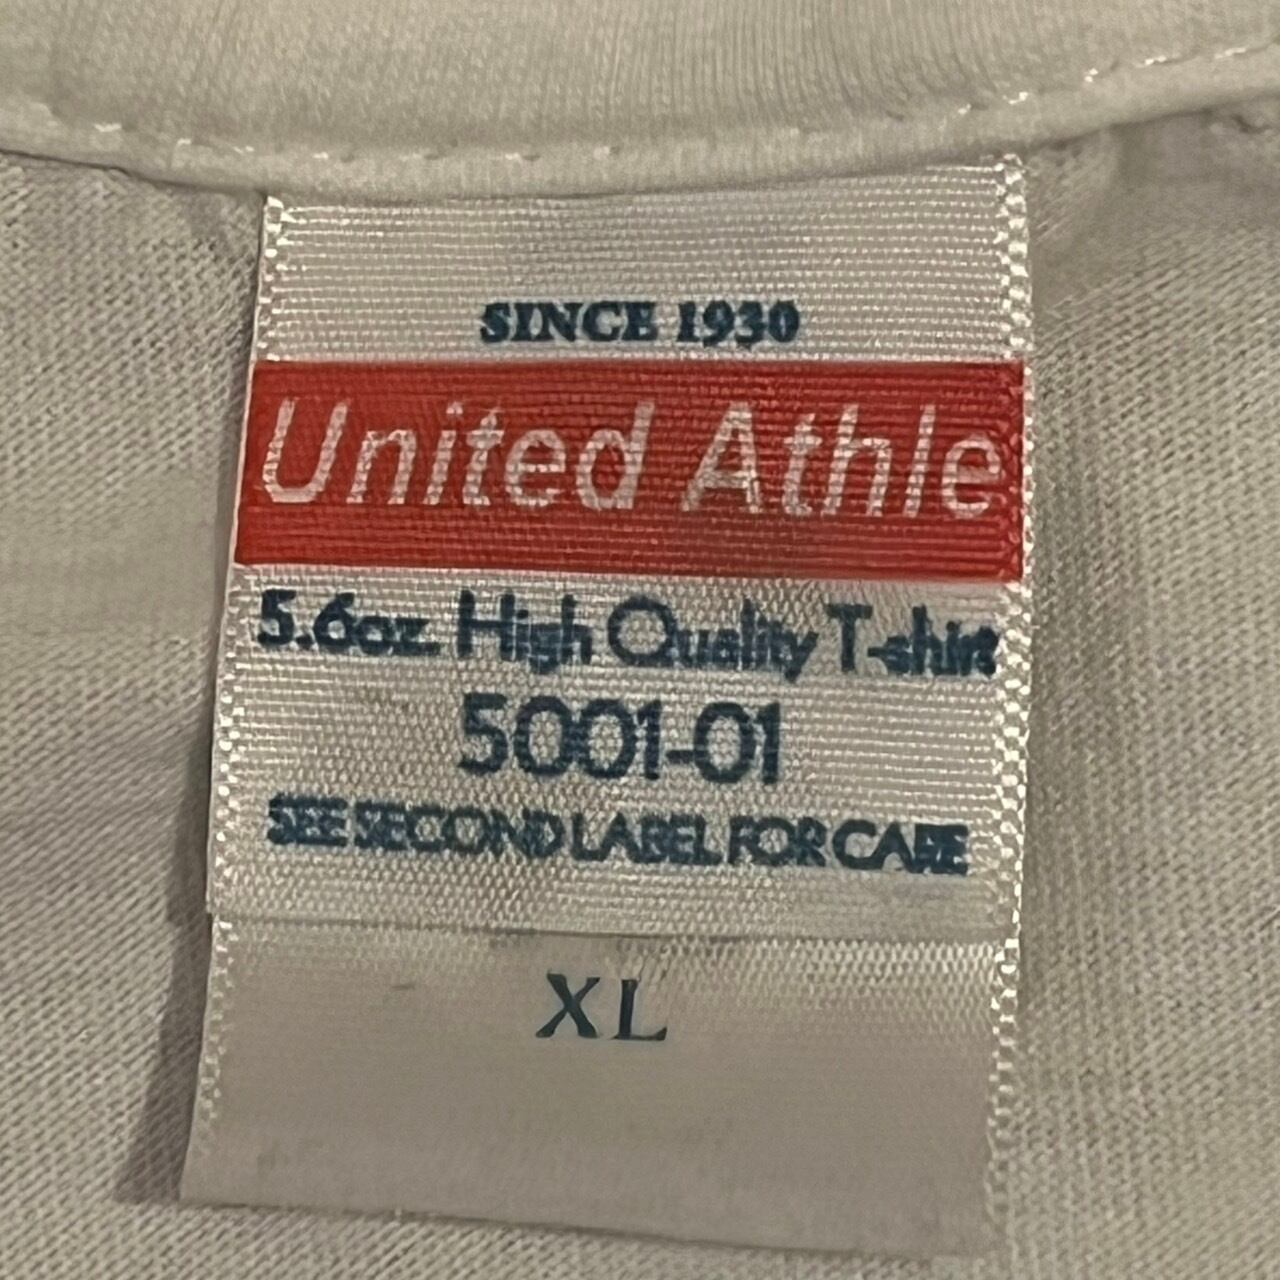 SINCE 1930
United Athle
5.6oz High Quality T-shirt
5001-01
SEE SECOND LABEL FOR CARE
XL